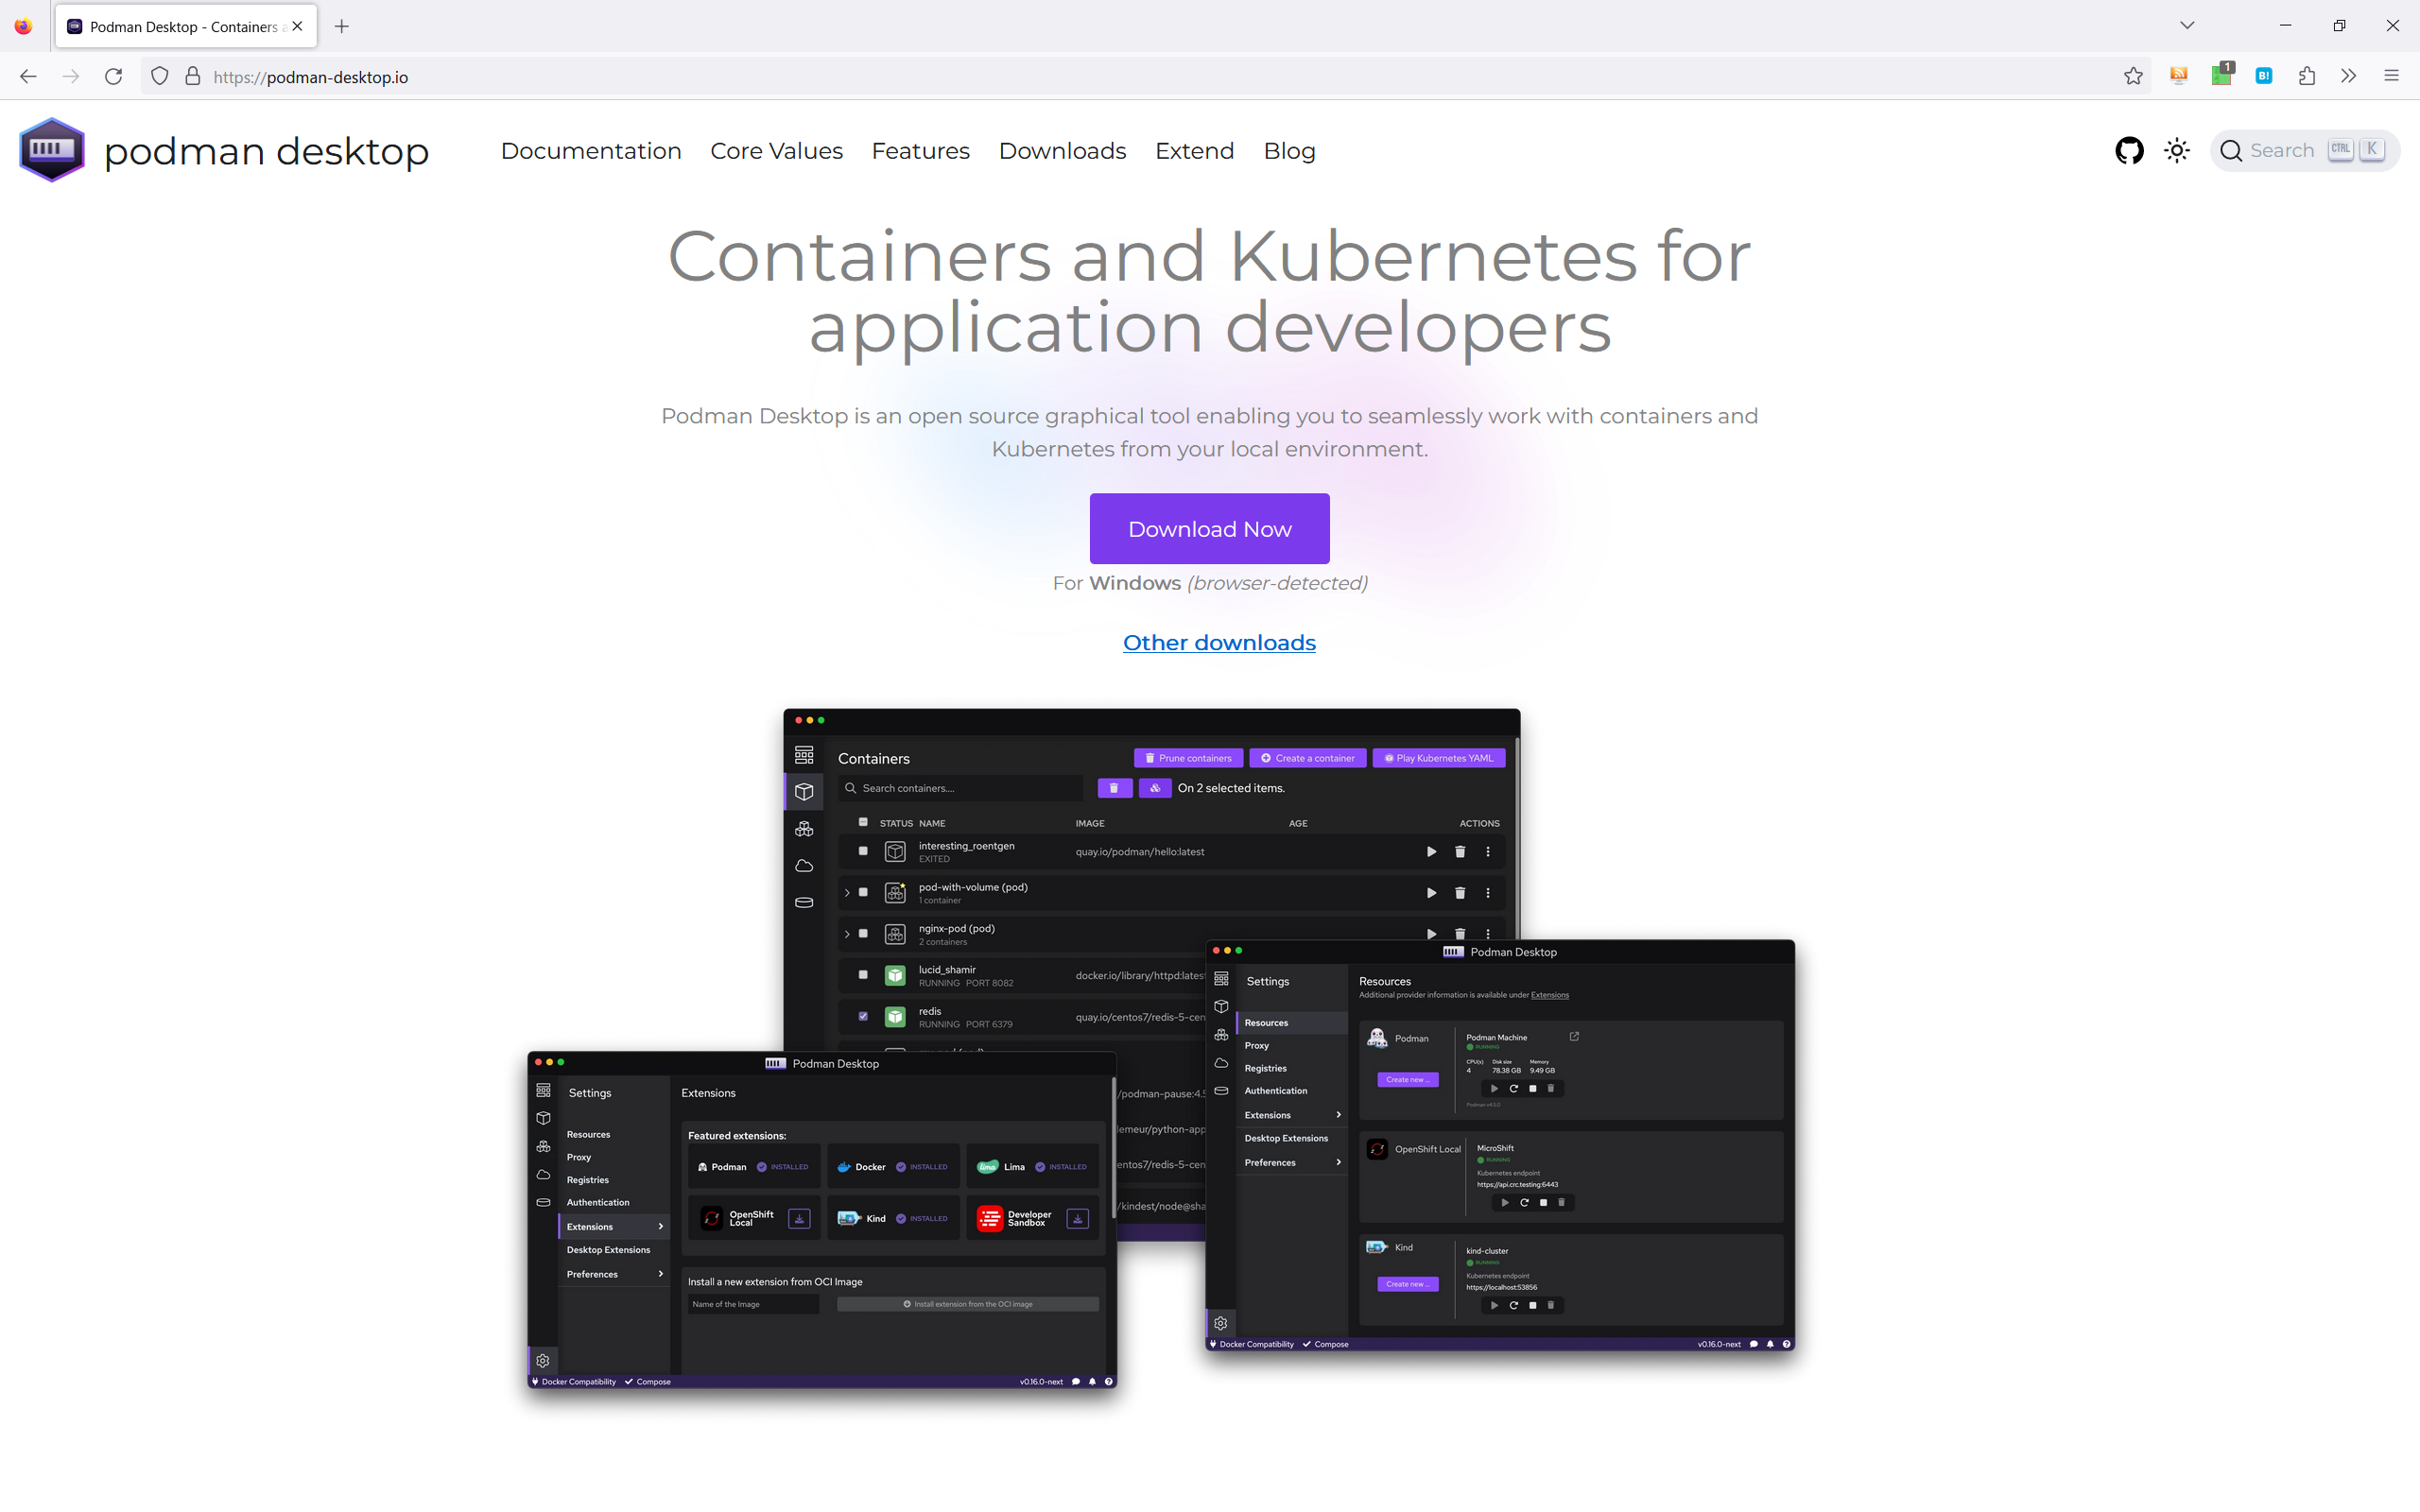 Podman Desktop - Containers a
https://podman-desktop.io
1
B!
podman desktop
Documentation
Core Values
Features
Downloads
Extend
Blog
Search
CTRL
K
Containers and Kubernetes for
application developers
Podman Desktop is an open source graphical tool enabling you to seamlessly work with containers and
Kubernetes from your local environment.
Download Now
For Windows (browser-detected)
Other downloads
Containers
Prune containers
Create a container
Play Kubernetes YAML
Search containers....
On 2 selected items.
STATUS NAME IMAGE AGE ACTIONS
interesting_roentgen
EXITED
quay.io/podman/hello:latest
pod-with-volume (pod)
1 container
nginx-pod (pod)
2 containers
lucid_shamir
RUNNING PORT 8082
docker.io/library/httpd:latest
redis
RUNNING PORT 6379
quay.io/centos7/redis-5-cen
/podman-pause:4.5
lemeur/python-app
entos7/redis-5-cen
/kindest/node@sha
Podman Desktop
Settings
Resources
Proxy
Registries
Authentication
Extensions
Desktop Extensions
Preferences
Extensions
Featured extensions:
Podman INSTALLED
Docker INSTALLED
lima Lima INSTALLED
OpenShift
Local
Kind INSTALLED
Developer
Sandbox
Install a new extension from OCI Image
Name of the Image
Install extension from the OCI image
Docker Compatibility
Compose
v0.16.0-next
Podman Desktop
Settings
Resources
Proxy
Registries
Authentication
Extensions
Desktop Extensions
Preferences
Resources
Additional provider information is available under Extensions
Podman
Create new ...
Podman Machine
RUNNING
CPU(s) Disk size Memory
4 78.38 GB 9.49 GB
Podman v4.5.0
OpenShift Local
MicroShift
RUNNING
Kubernetes endpoint
https://api.crc.testing:6443
Kind
Create new ...
kind-cluster
RUNNING
Kubernetes endpoint
https://localhost:53856
Docker Compatibility
Compose
v0.16.0-next